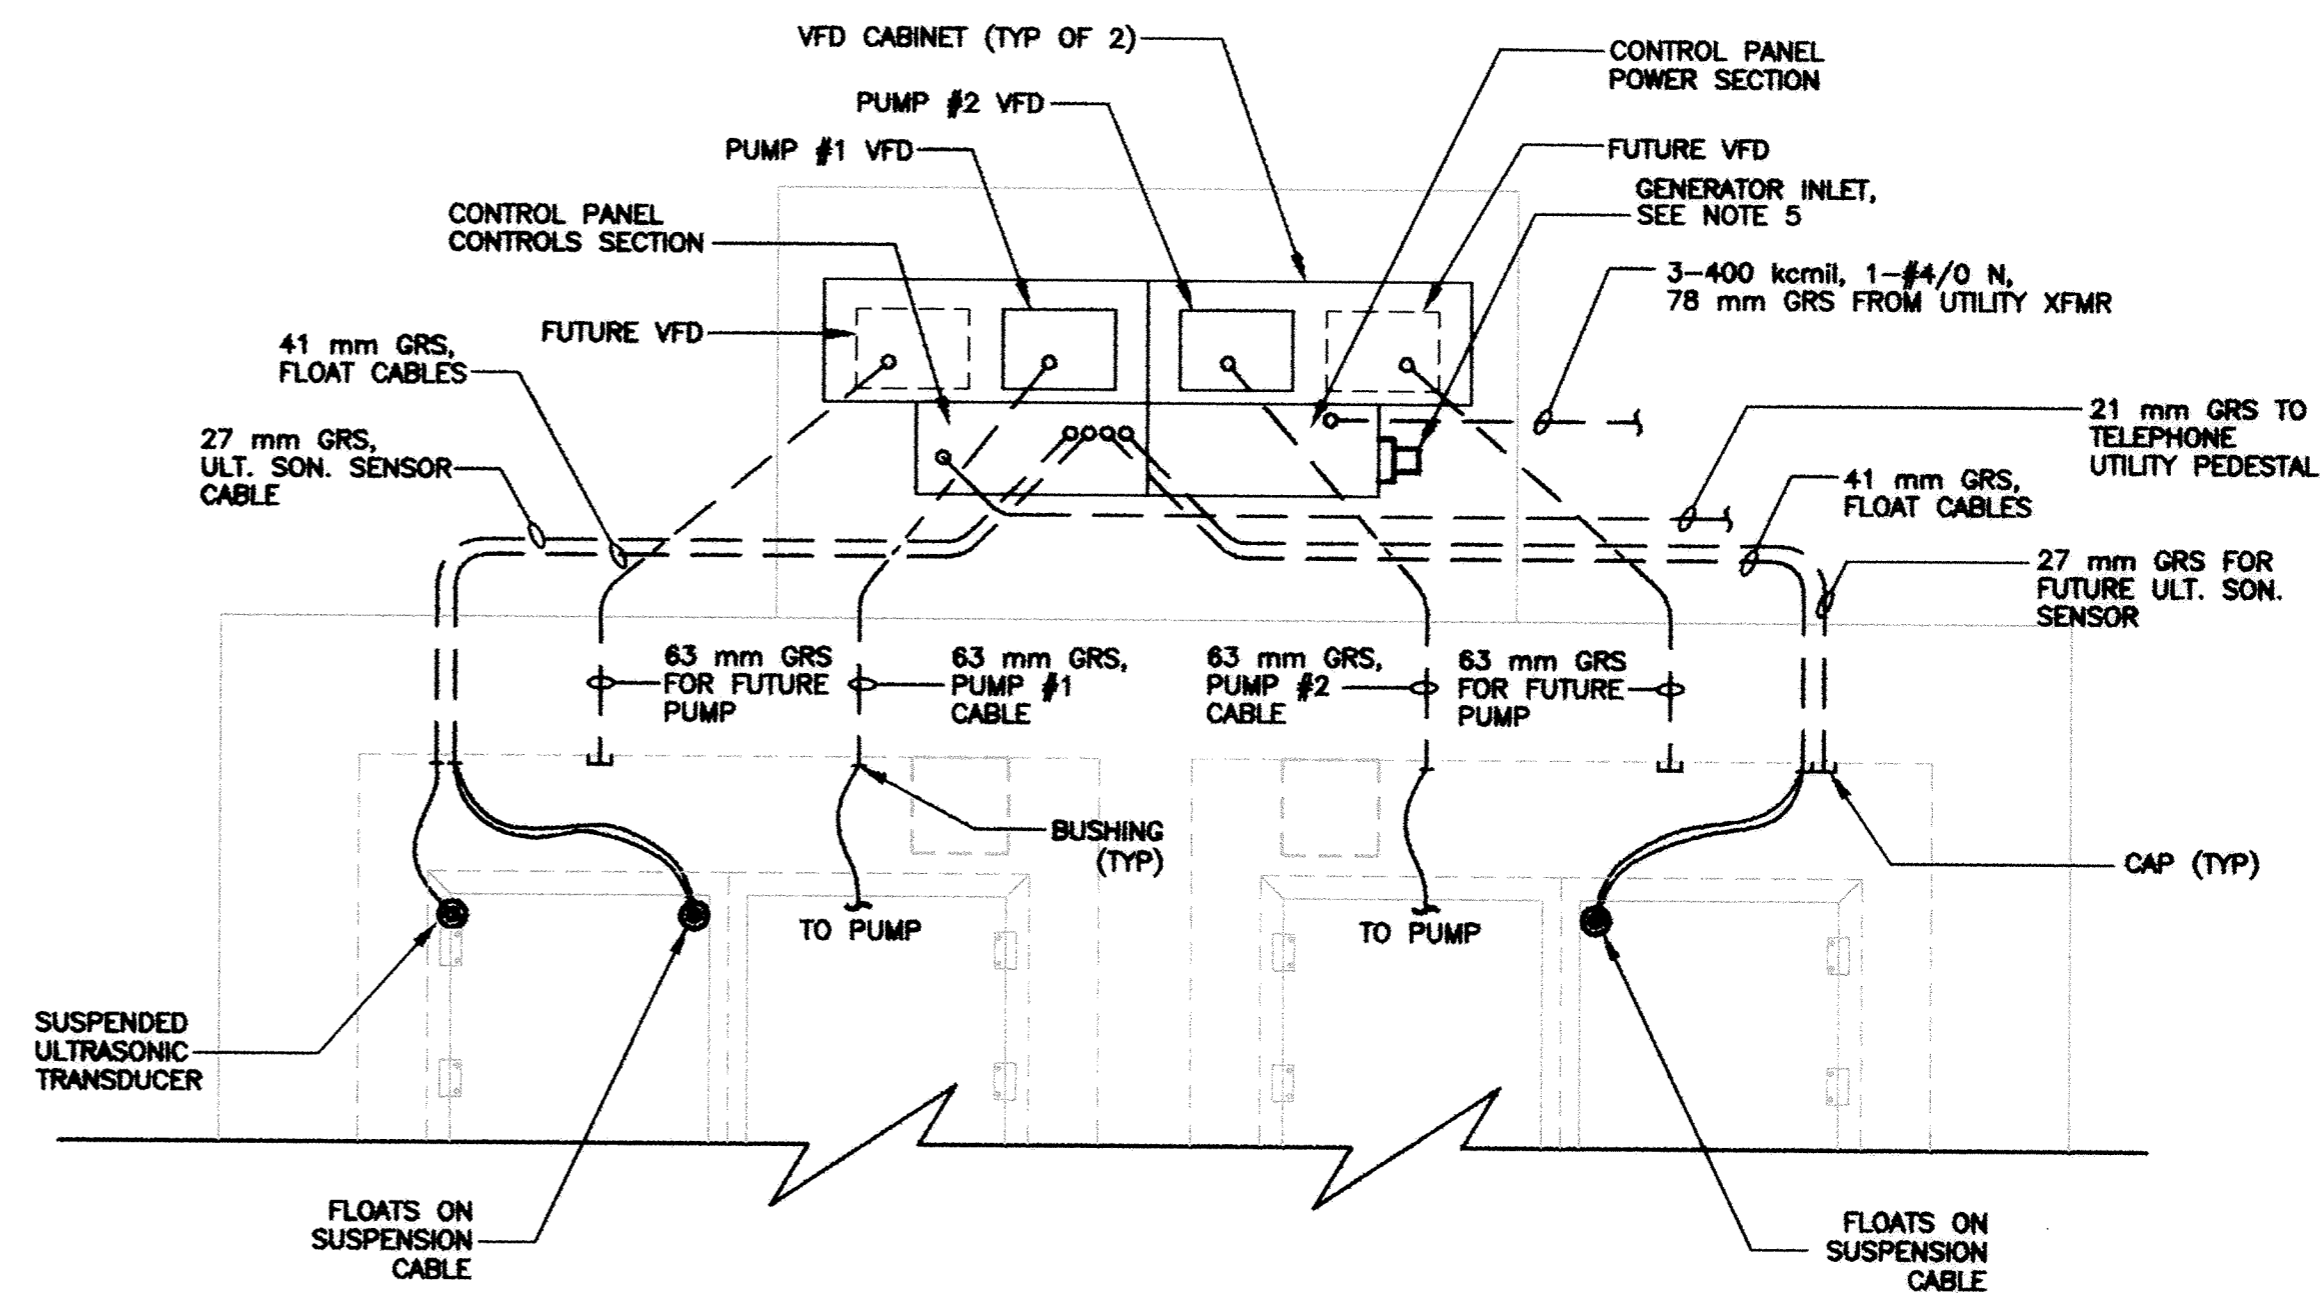 VFD CABINET (TYP OF 2)
CONTROL PANEL
POWER SECTION
PUMP #2 VFD
PUMP #1 VFD
FUTURE VFD
GENERATOR INLET,
SEE NOTE 5
CONTROL PANEL
CONTROLS SECTION
3-400 kcmil, 1-#4/0 N,
78 mm GRS FROM UTILITY XFMR
FUTURE VFD
41 mm GRS,
FLOAT CABLES
21 mm GRS TO
TELEPHONE
UTILITY PEDESTAL
27 mm GRS,
ULT. SON. SENSOR
CABLE
41 mm GRS,
FLOAT CABLES
27 mm GRS FOR
FUTURE ULT. SON.
SENSOR
63 mm GRS
FOR FUTURE
PUMP
63 mm GRS,
PUMP #1
CABLE
63 mm GRS,
PUMP #2
CABLE
63 mm GRS
FOR FUTURE
PUMP
BUSHING
(TYP)
CAP (TYP)
TO PUMP
TO PUMP
SUSPENDED
ULTRASONIC
TRANSDUCER
FLOATS ON
SUSPENSION
CABLE
FLOATS ON
SUSPENSION
CABLE